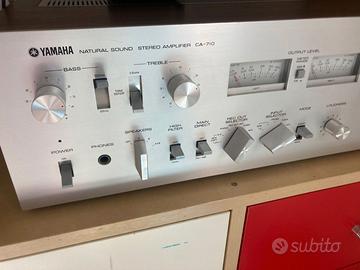 YAMAHA NATURAL SOUND STEREO AMPLIFIER CA-710
OUTPUT LEVEL
BASS
TREBLE
SPEAKERS
HIGH FILTER
MAIN DIRECT
REC OUT SELECTOR
INPUT SELECTOR
MODE
LOUDNESS
POWER
PHONES
subito